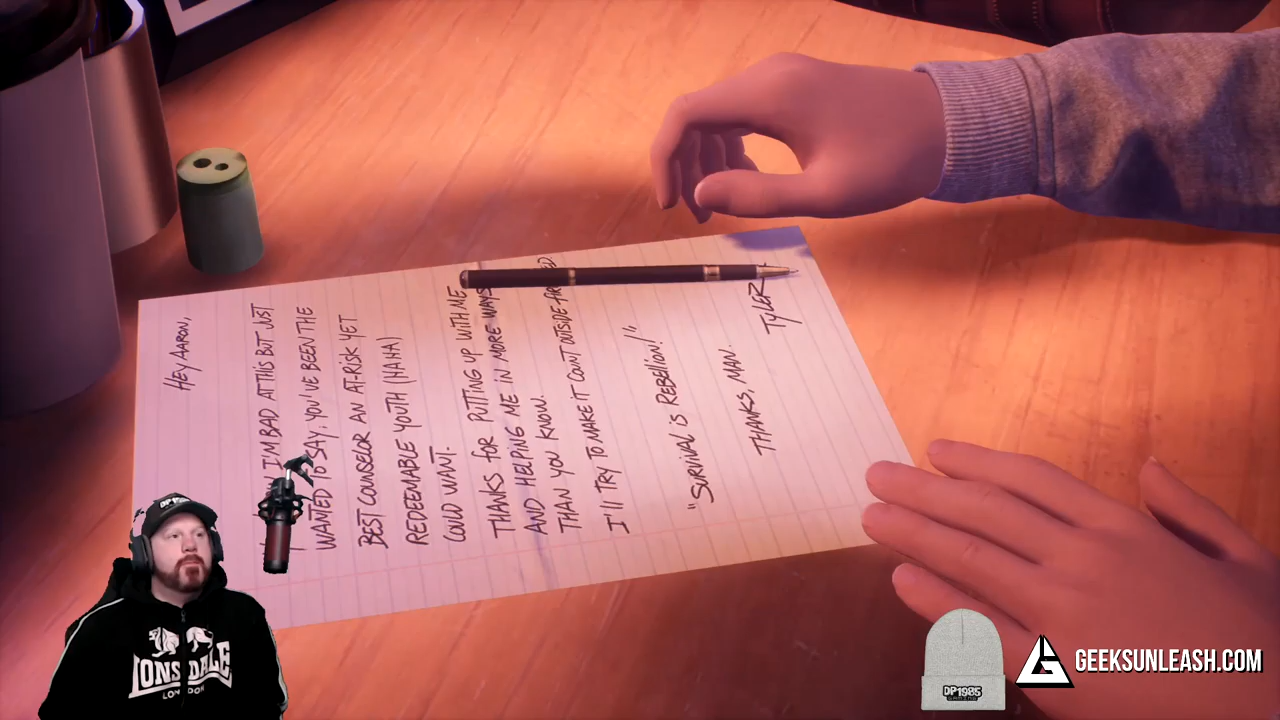 HEY AARON,
I'M BAD AT THIS BUT JUST
WANTED TO SAY, YOU'VE BEEN THE
BEST COUNSELOR AN AT-RISK YET
REDEEMABLE YOUTH (HAHA)
COULD WANT.
THANKS FOR PUTTING UP WITH ME
AND HELPING ME IN MORE WAYS
THAN YOU KNOW.
I'LL TRY TO MAKE IT COUNT OUTSIDE
"SURVIVAL IS REBELLION!"
THANKS, MAN.
TYLER
DP1985
LONSDALE
LONDON
DP1985
GAMING
GEEKSUNLEASH.COM